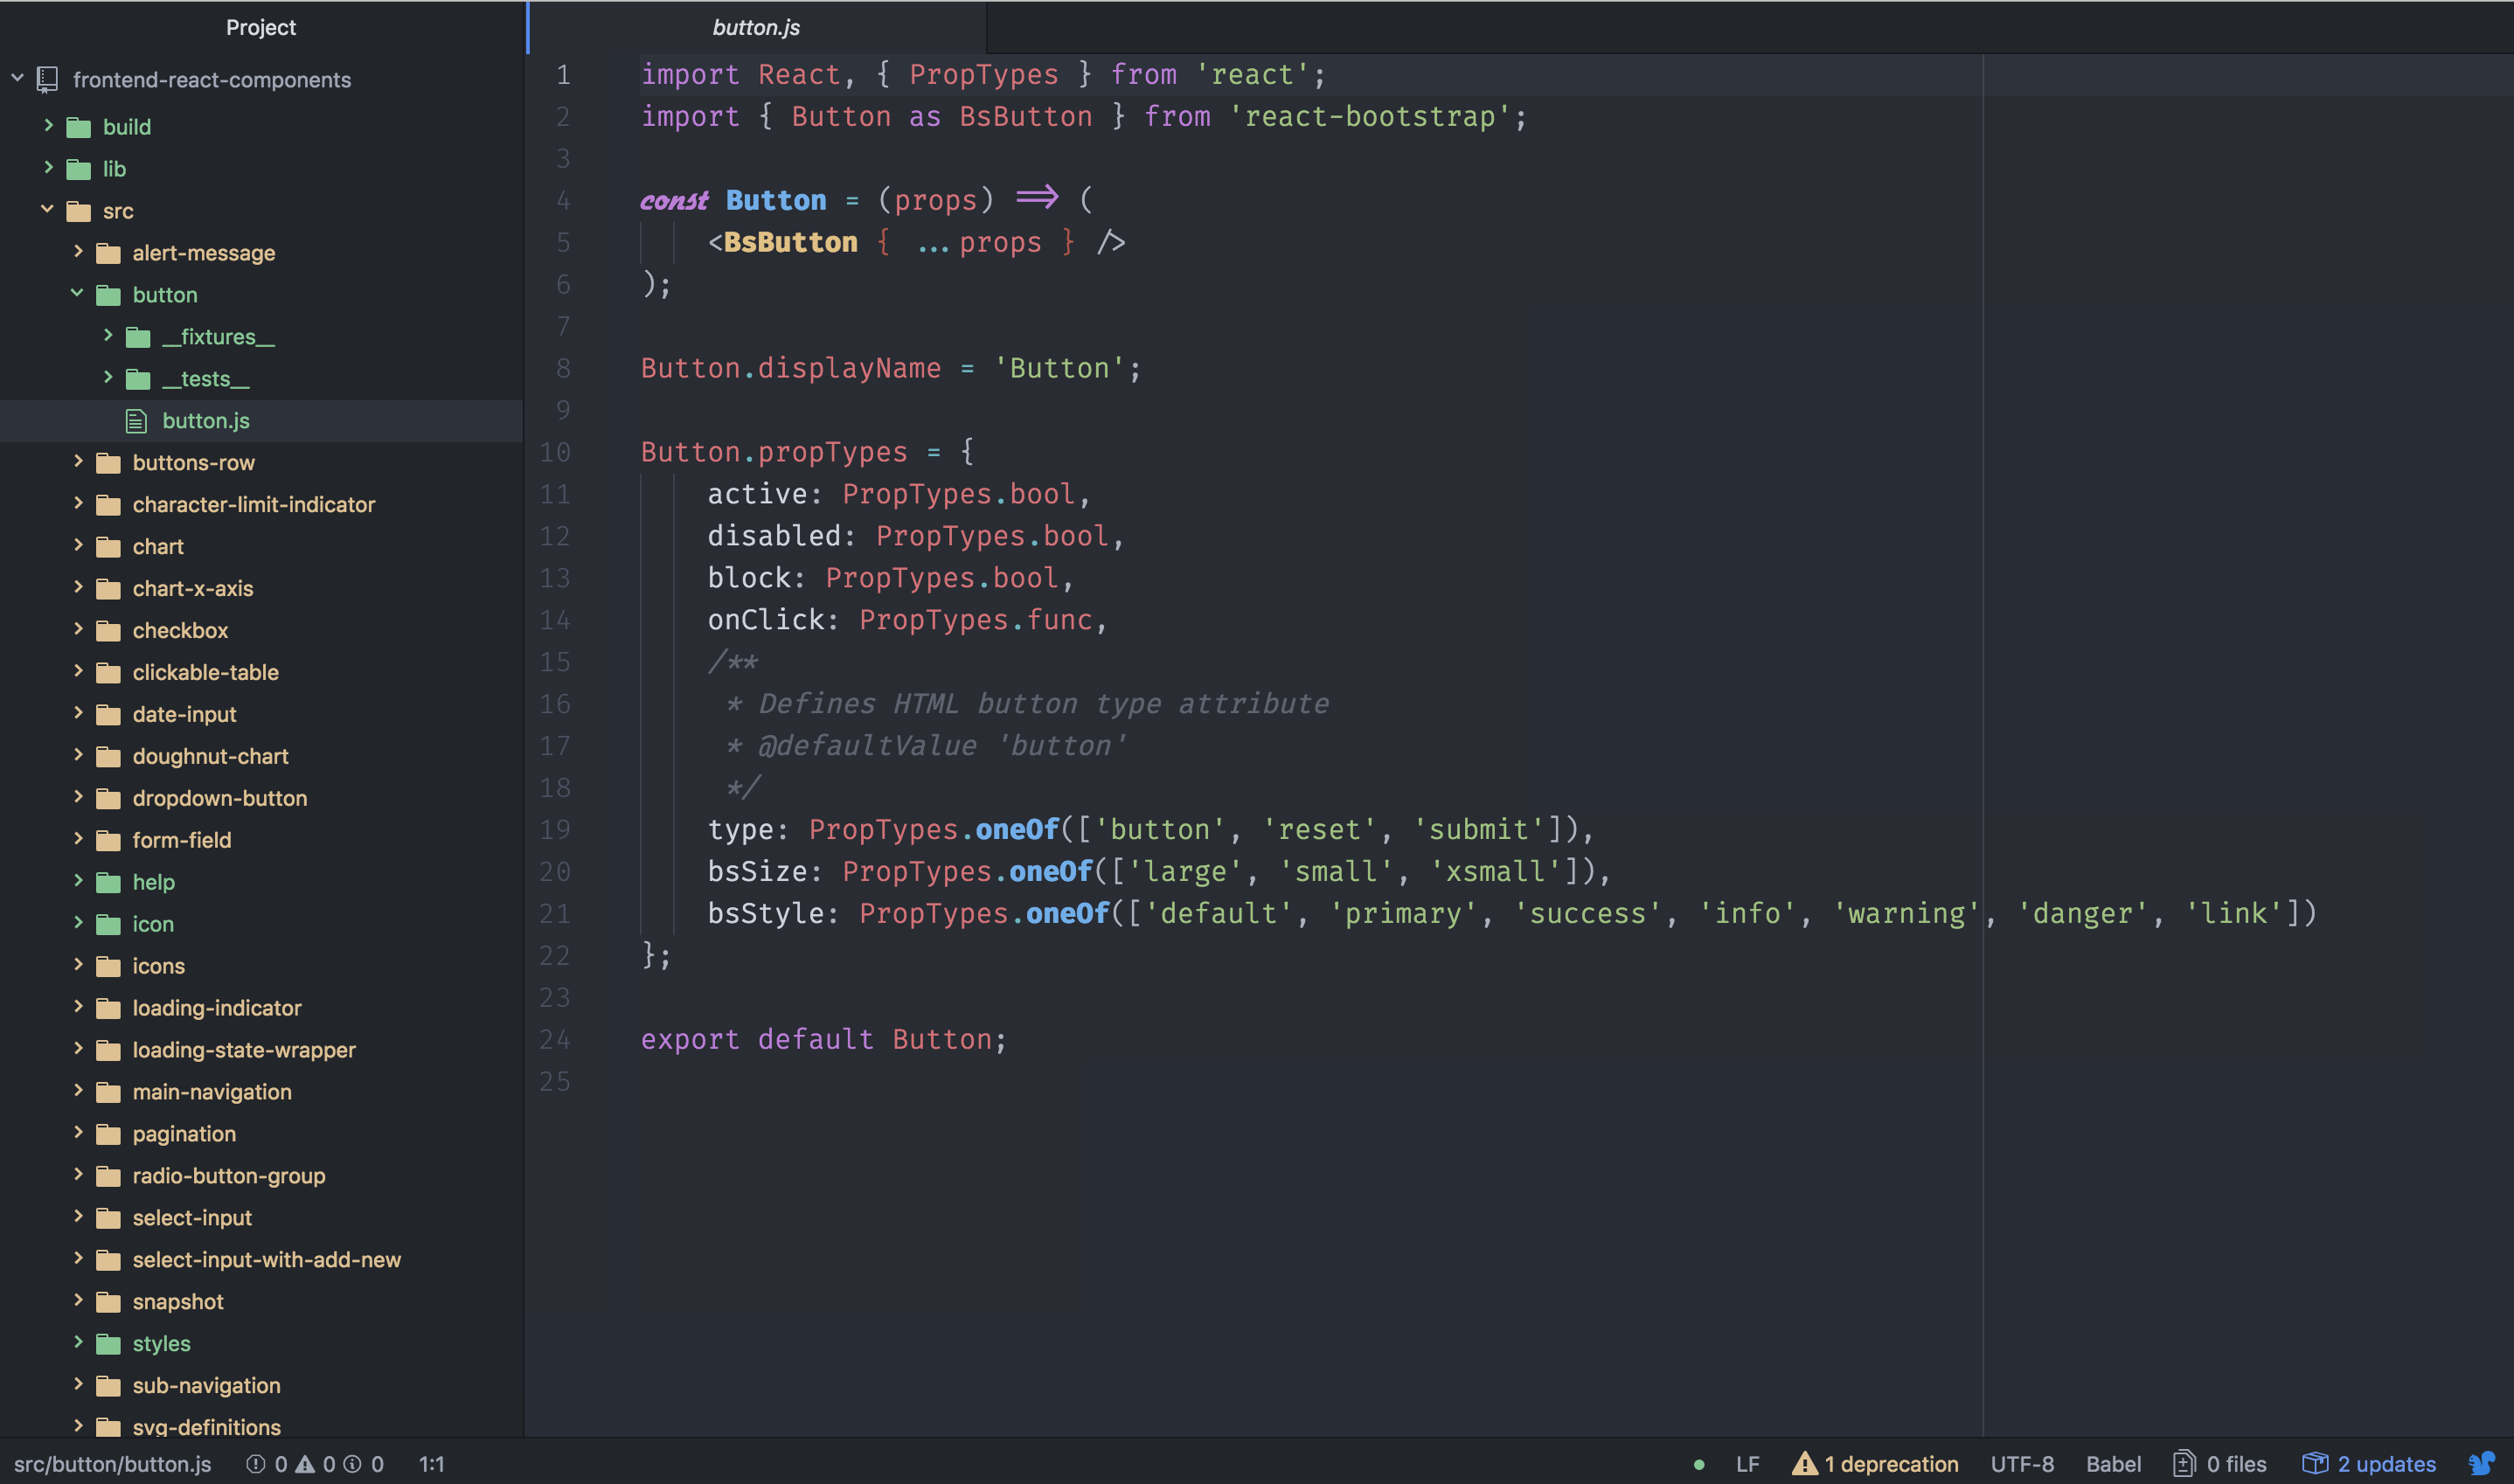 Project
frontend-react-components
build
lib
src
alert-message
button
__fixtures__
__tests__
button.js
buttons-row
character-limit-indicator
chart
chart-x-axis
checkbox
clickable-table
date-input
doughnut-chart
dropdown-button
form-field
help
icon
icons
loading-indicator
loading-state-wrapper
main-navigation
pagination
radio-button-group
select-input
select-input-with-add-new
snapshot
styles
sub-navigation
svg-definitions
button.js
1 import React, { PropTypes } from 'react';
2 import { Button as BsButton } from 'react-bootstrap';
3
4 const Button = (props) => (
5     <BsButton { ...props } />
6 );
7
8 Button.displayName = 'Button';
9
10 Button.propTypes = {
11     active: PropTypes.bool,
12     disabled: PropTypes.bool,
13     block: PropTypes.bool,
14     onClick: PropTypes.func,
15     /**
16      * Defines HTML button type attribute
17      * @defaultValue 'button'
18      */
19     type: PropTypes.oneOf(['button', 'reset', 'submit']),
20     bsSize: PropTypes.oneOf(['large', 'small', 'xsmall']),
21     bsStyle: PropTypes.oneOf(['default', 'primary', 'success', 'info', 'warning', 'danger', 'link'])
22 };
23
24 export default Button;
25
src/button/button.js 0 0 0 1:1 LF 1 deprecation UTF-8 Babel 0 files 2 updates